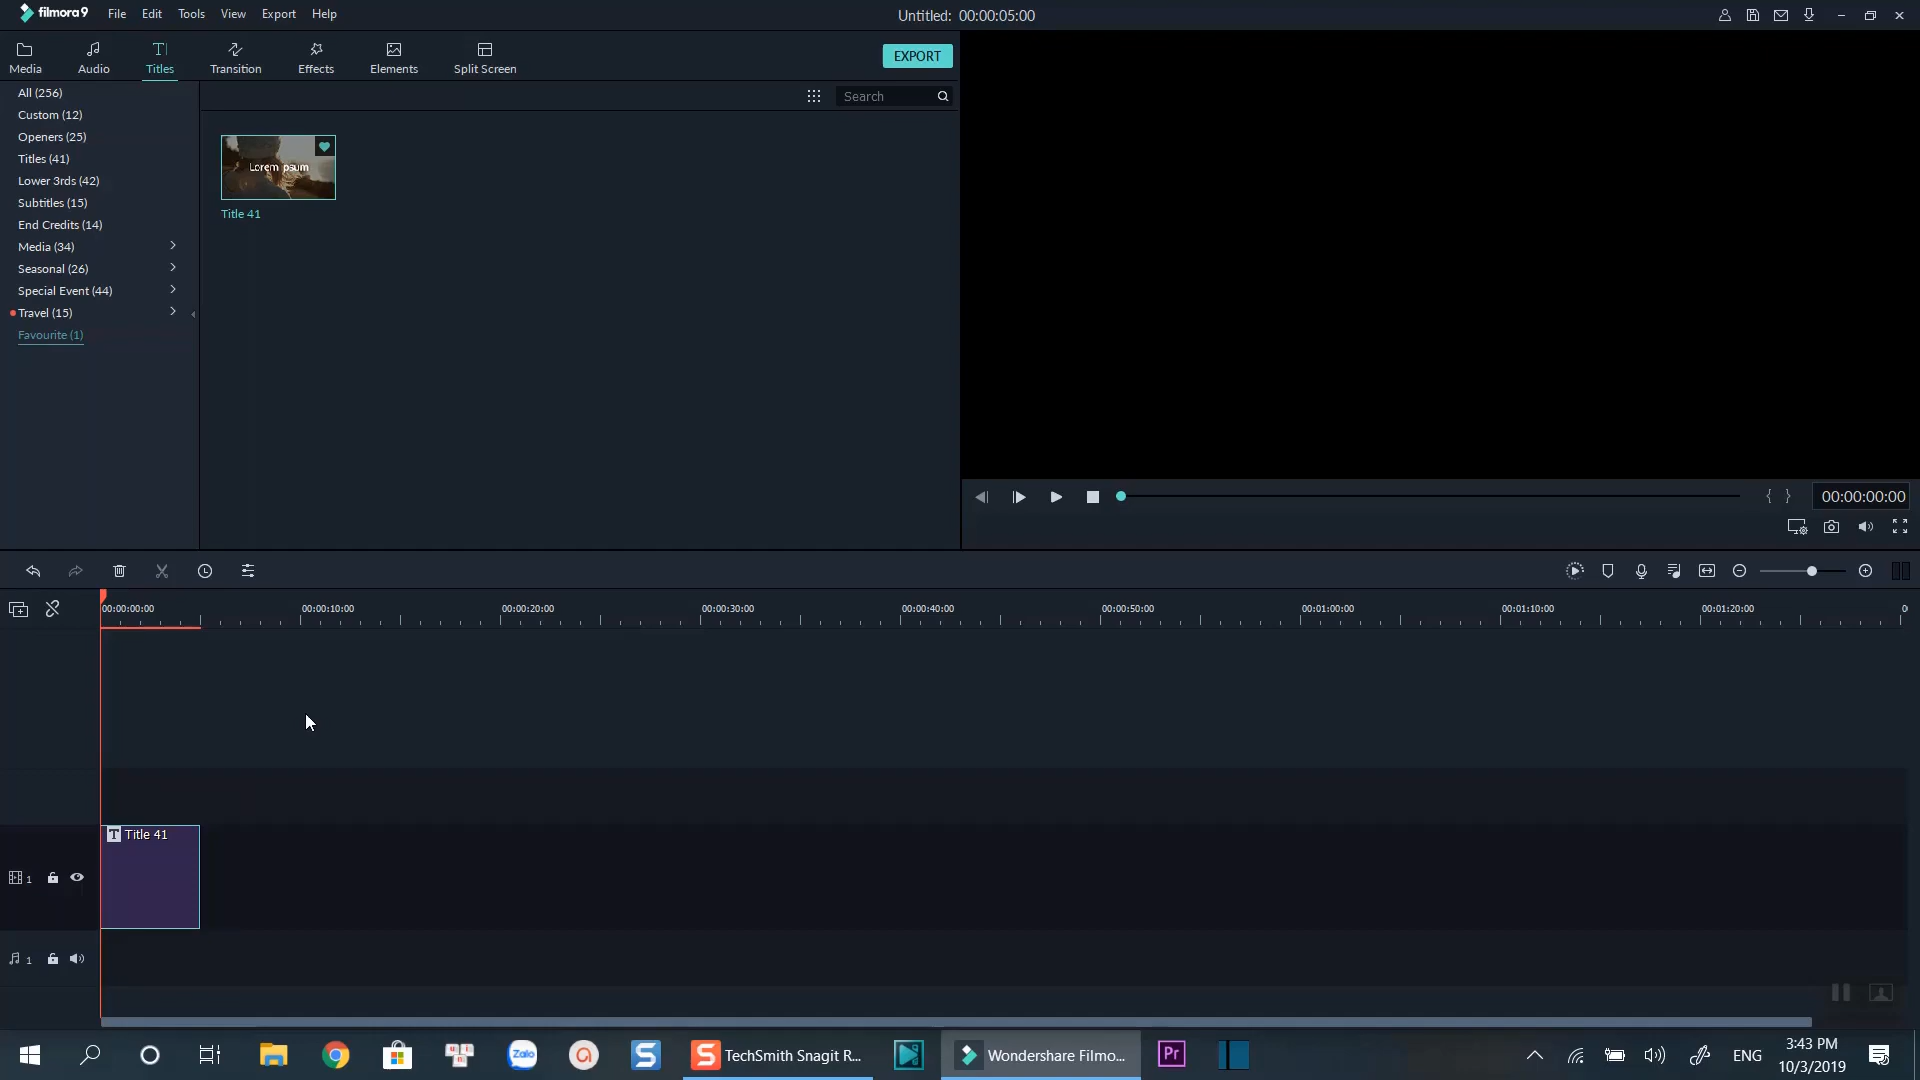 filmora9 File Edit Tools View Export Help Untitled: 00:00:05:00
Media Audio Titles Transition Effects Elements Split Screen EXPORT
All (256)
Custom (12)
Openers (25)
Titles (41)
Lower 3rds (42)
Subtitles (15)
End Credits (14)
Media (34)
Seasonal (26)
Special Event (44)
Travel (15)
Favourite (1)
Search
Lorem psum
Title 41
00:00:00:00
00:00:00:00 00:00:10:00 00:00:20:00 00:00:30:00 00:00:40:00 00:00:50:00 00:01:00:00 00:01:10:00 00:01:20:00 0
T Title 41
1
1
Zalo
S
S TechSmith Snagit R...
Wondershare Filmo...
Pr
ENG
3:43 PM
10/3/2019